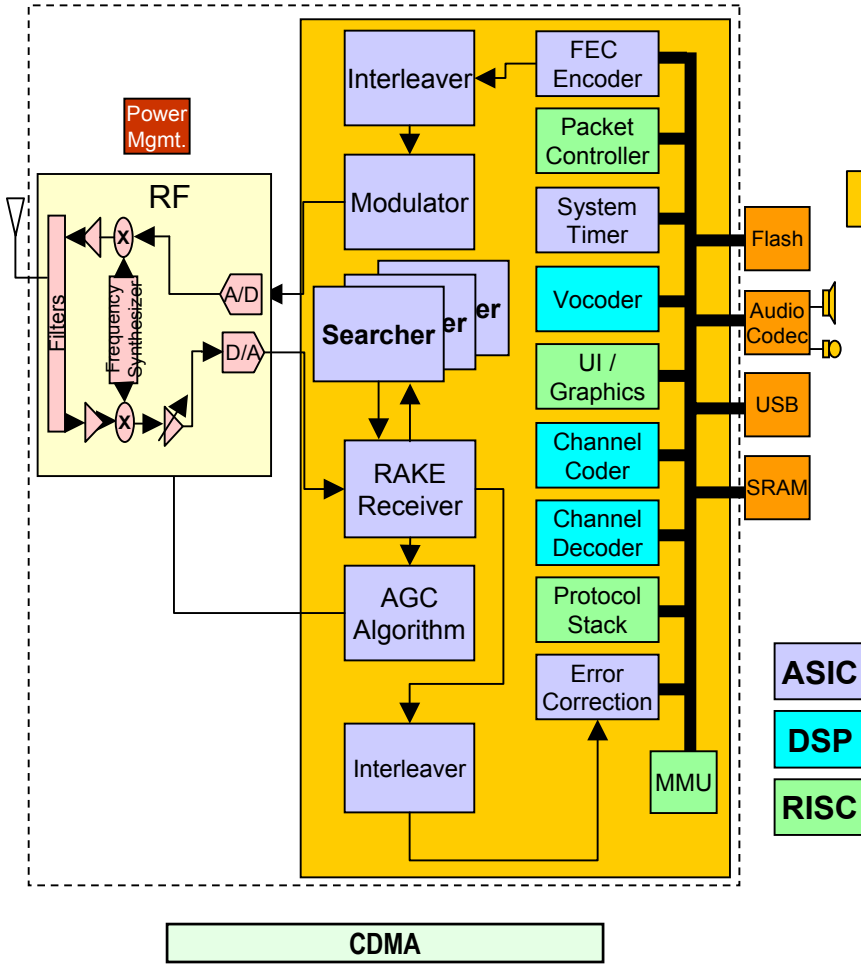 FEC
Encoder
Interleaver
Power
Mgmt.
Packet
Controller
RF
Modulator
System
Timer
Flash
Filters
X
A/D
Frequency
Synthesizer
Vocoder
Audio
Codec
Searcher
er
er
D/A
UI /
Graphics
USB
X
Channel
Coder
RAKE
Receiver
SRAM
Channel
Decoder
AGC
Algorithm
Protocol
Stack
Error
Correction
ASIC
Interleaver
DSP
MMU
RISC
CDMA